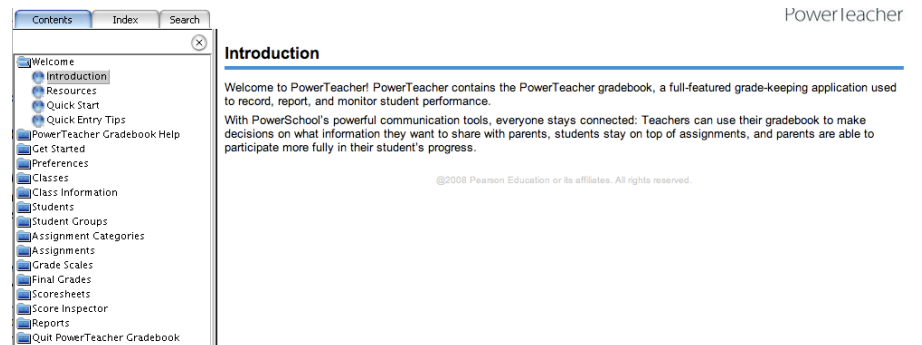 Contents Index Search
PowerTeacher
Welcome
Introduction
Resources
Quick Start
Quick Entry Tips
PowerTeacher Gradebook Help
Get Started
Preferences
Classes
Class Information
Students
Student Groups
Assignment Categories
Assignments
Grade Scales
Final Grades
Scoresheets
Score Inspector
Reports
Quit PowerTeacher Gradebook
Introduction
Welcome to PowerTeacher! PowerTeacher contains the PowerTeacher gradebook, a full-featured grade-keeping application used
to record, report, and monitor student performance.
With PowerSchool's powerful communication tools, everyone stays connected: Teachers can use their gradebook to make
decisions on what information they want to share with parents, students stay on top of assignments, and parents are able to
participate more fully in their student's progress.
@2008 Pearson Education or its affiliates. All rights reserved.